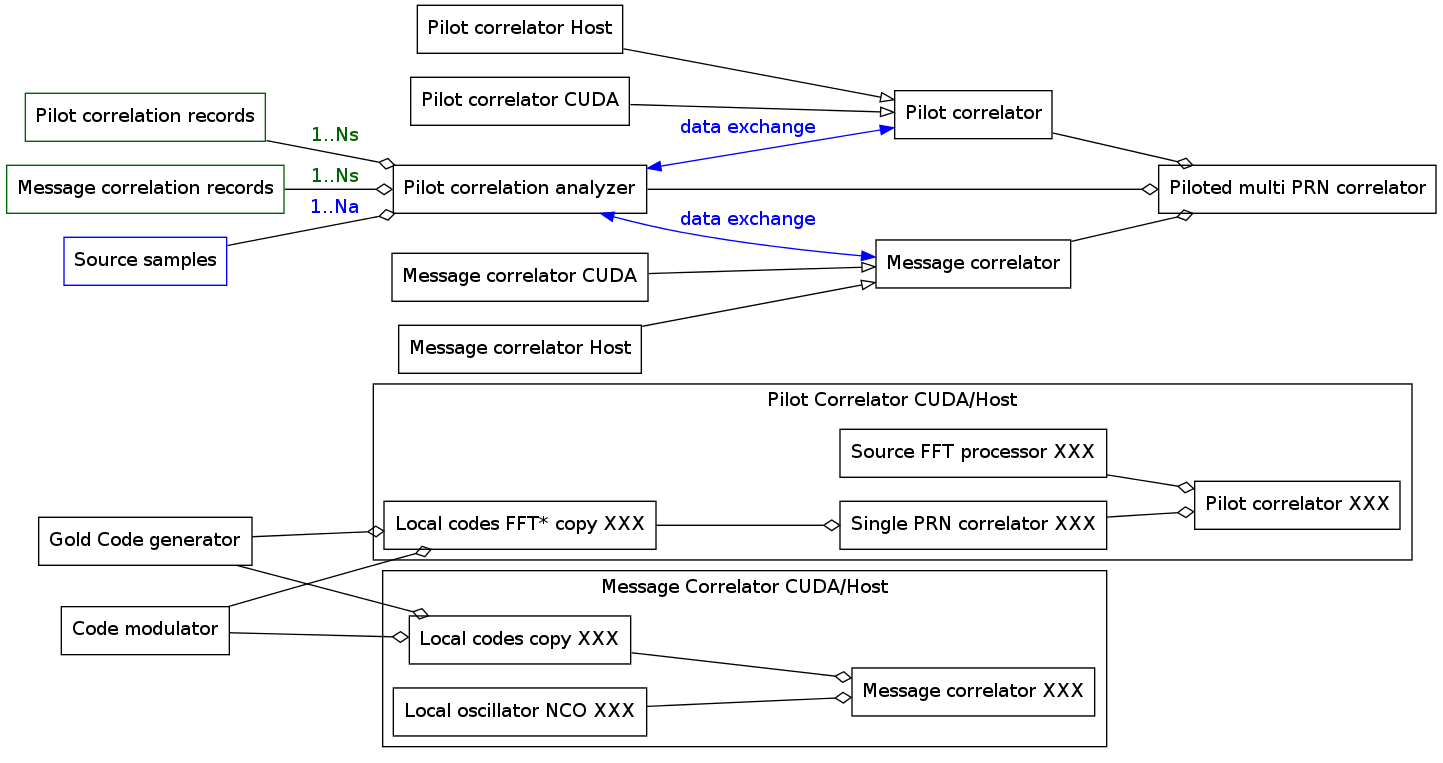 Pilot correlator Host
Pilot correlator CUDA
Pilot correlation records
Pilot correlator
data exchange
1..Ns
1..Ns
Message correlation records
Pilot correlation analyzer
Piloted multi PRN correlator
1..Na
data exchange
Source samples
Message correlator CUDA
Message correlator
Message correlator Host
Pilot Correlator CUDA/Host
Source FFT processor XXX
Pilot correlator XXX
Local codes FFT* copy XXX
Single PRN correlator XXX
Gold Code generator
Message Correlator CUDA/Host
Code modulator
Local codes copy XXX
Message correlator XXX
Local oscillator NCO XXX